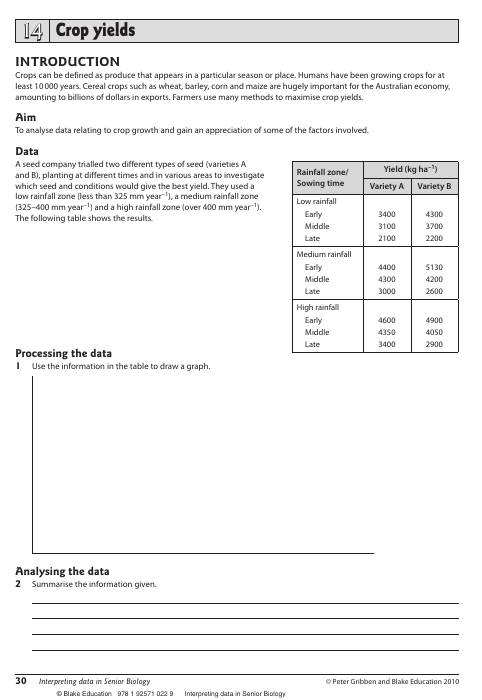 14 Crop yields
INTRODUCTION
Crops can be defined as produce that appears in a particular season or place. Humans have been growing crops for at
least 10 000 years. Cereal crops such as wheat, barley, corn and maize are hugely important for the Australian economy,
amounting to billions of dollars in exports. Farmers use many methods to maximise crop yields.
Aim
To analyse data relating to crop growth and gain an appreciation of some of the factors involved.
Data
A seed company trialled two different types of seed (varieties A
and B), planting at different times and in various areas to investigate
which seed and conditions would give the best yield. They used a
low rainfall zone (less than 325 mm year⁻¹), a medium rainfall zone
(325–400 mm year⁻¹) and a high rainfall zone (over 400 mm year⁻¹).
The following table shows the results.
Rainfall zone/
Sowing time
Yield (kg ha⁻¹)
Variety A Variety B
Low rainfall
Early 3400 4300
Middle 3100 3700
Late 2100 2200
Medium rainfall
Early 4400 5130
Middle 4300 4200
Late 3000 2600
High rainfall
Early 4600 4900
Middle 4350 4050
Late 3400 2900
Processing the data
1 Use the information in the table to draw a graph.
Analysing the data
2 Summarise the information given.
30 Interpreting data in Senior Biology © Peter Gribben and Blake Education 2010
© Blake Education 978 1 92571 022 9 Interpreting data in Senior Biology